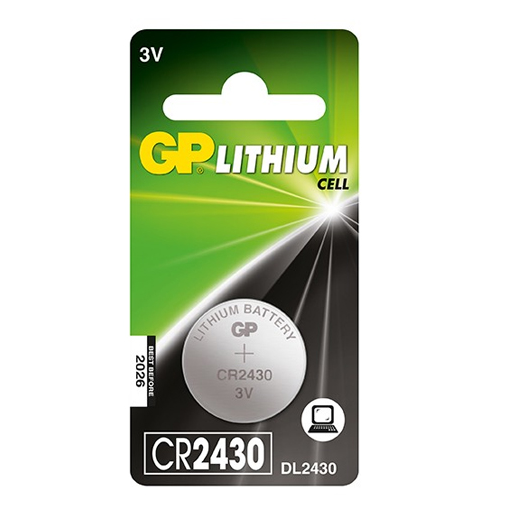 3V
GP LITHIUM
CELL
LITHIUM BATTERY
GP
+
CR2430
3V
BEST BEFORE
2026
CR2430
DL2430